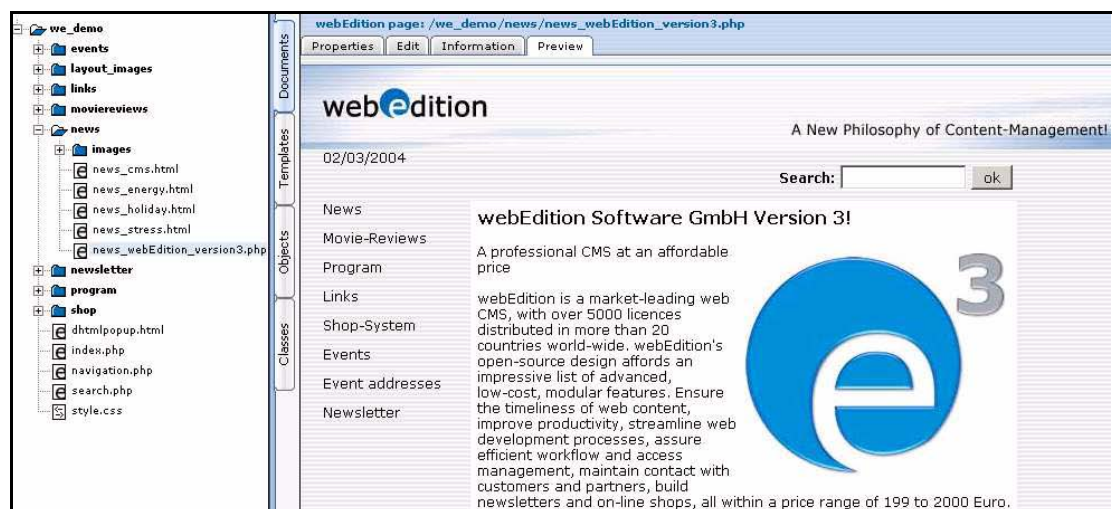 we_demo
events
layout_images
links
moviereviews
news
images
news_cms.html
news_energy.html
news_holiday.html
news_stress.html
news_webEdition_version3.php
newsletter
program
shop
dhtmlpopup.html
index.php
navigation.php
search.php
style.css
Documents
Templates
Objects
Classes
webEdition page: /we_demo/news/news_webEdition_version3.php
Properties Edit Information Preview
webedition
A New Philosophy of Content-Management!
02/03/2004
Search: ok
News
Movie-Reviews
Program
Links
Shop-System
Events
Event addresses
Newsletter
webEdition Software GmbH Version 3!
A professional CMS at an affordable
price
webEdition is a market-leading web
CMS, with over 5000 licences
distributed in more than 20
countries world-wide. webEdition's
open-source design affords an
impressive list of advanced,
low-cost, modular features. Ensure
the timeliness of web content,
improve productivity, streamline web
development processes, assure
efficient workflow and access
management, maintain contact with
customers and partners, build
newsletters and on-line shops, all within a price range of 199 to 2000 Euro.
e3